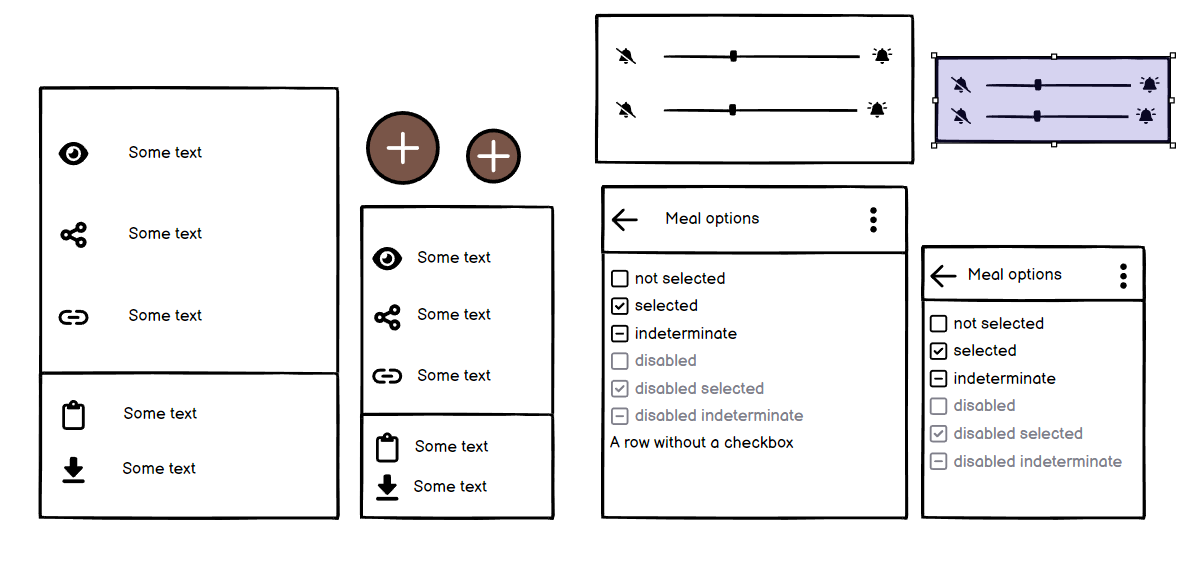 Some text
Some text
Some text
Some text
Some text
Some text
Some text
Some text
Some text
Some text
Meal options
not selected
selected
indeterminate
disabled
disabled selected
disabled indeterminate
A row without a checkbox
Meal options
not selected
selected
indeterminate
disabled
disabled selected
disabled indeterminate